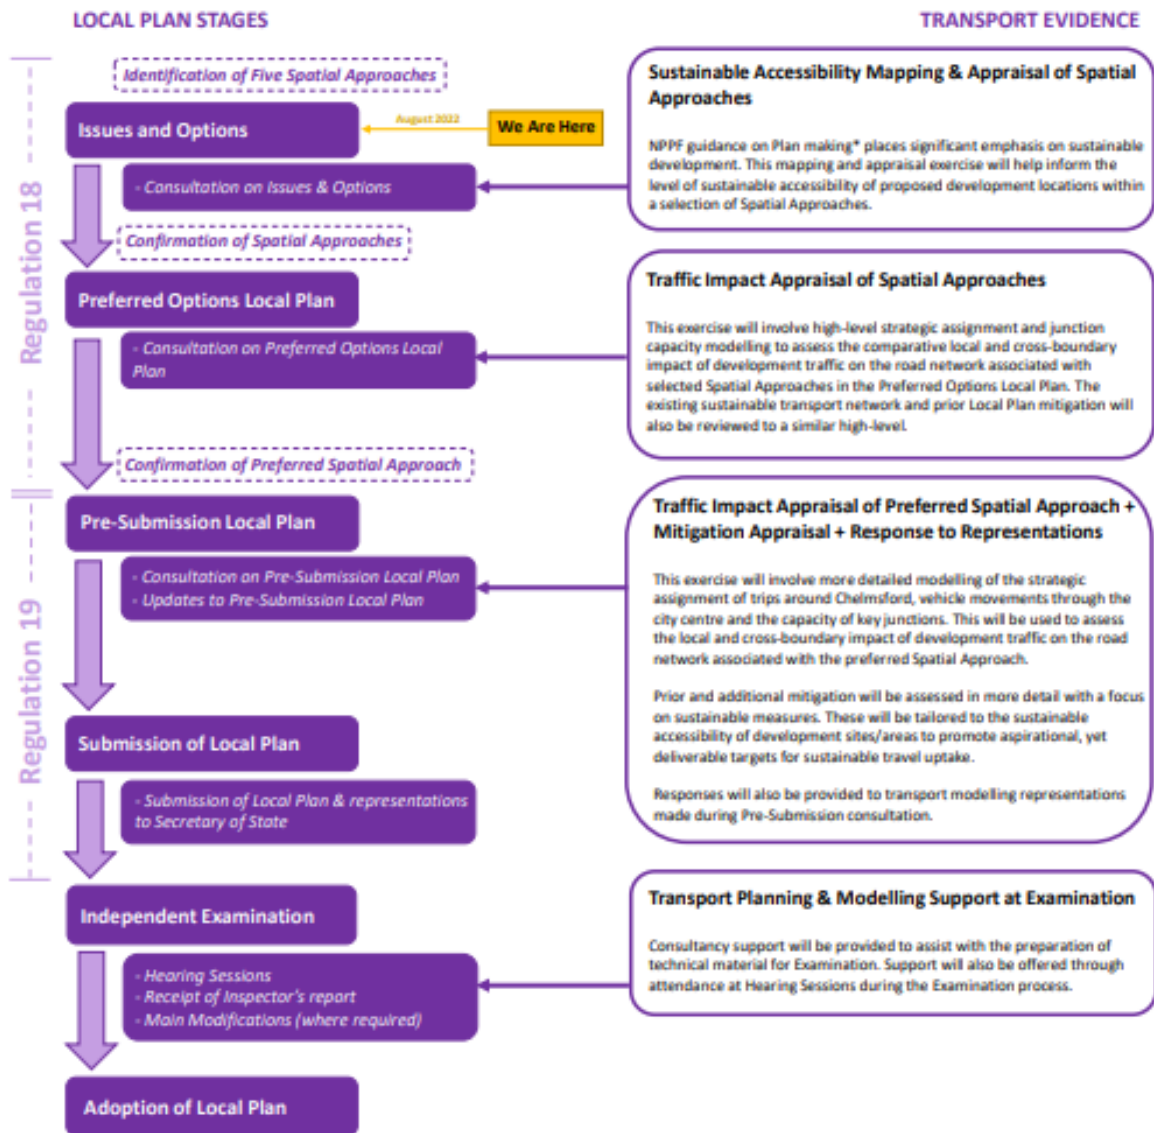 LOCAL PLAN STAGES
TRANSPORT EVIDENCE
Regulation 18
Identification of Five Spatial Approaches
Issues and Options
August 2022
We Are Here
- Consultation on Issues & Options
Sustainable Accessibility Mapping & Appraisal of Spatial
Approaches
NPPF guidance on Plan making* places significant emphasis on sustainable
development. This mapping and appraisal exercise will help inform the
level of sustainable accessibility of proposed development locations within
a selection of Spatial Approaches.
Confirmation of Spatial Approaches
Preferred Options Local Plan
- Consultation on Preferred Options Local
Plan
Traffic Impact Appraisal of Spatial Approaches
This exercise will involve high-level strategic assignment and junction
capacity modelling to assess the comparative local and cross-boundary
impact of development traffic on the road network associated with
selected Spatial Approaches in the Preferred Options Local Plan. The
existing sustainable transport network and prior Local Plan mitigation will
also be reviewed to a similar high-level.
Confirmation of Preferred Spatial Approach
Regulation 19
Pre-Submission Local Plan
- Consultation on Pre-Submission Local Plan
- Updates to Pre-Submission Local Plan
Traffic Impact Appraisal of Preferred Spatial Approach +
Mitigation Appraisal + Response to Representations
This exercise will involve more detailed modelling of the strategic
assignment of trips around Chelmsford, vehicle movements through the
city centre and the capacity of key junctions. This will be used to assess
the local and cross-boundary impact of development traffic on the road
network associated with the preferred Spatial Approach.
Prior and additional mitigation will be assessed in more detail with a focus
on sustainable measures. These will be tailored to the sustainable
accessibility of development sites/areas to promote aspirational, yet
deliverable targets for sustainable travel uptake.
Responses will also be provided to transport modelling representations
made during Pre-Submission consultation.
Submission of Local Plan
- Submission of Local Plan & representations
to Secretary of State
Independent Examination
- Hearing Sessions
- Receipt of Inspector's report
- Main Modifications (where required)
Transport Planning & Modelling Support at Examination
Consultancy support will be provided to assist with the preparation of
technical material for Examination. Support will also be offered through
attendance at Hearing Sessions during the Examination process.
Adoption of Local Plan